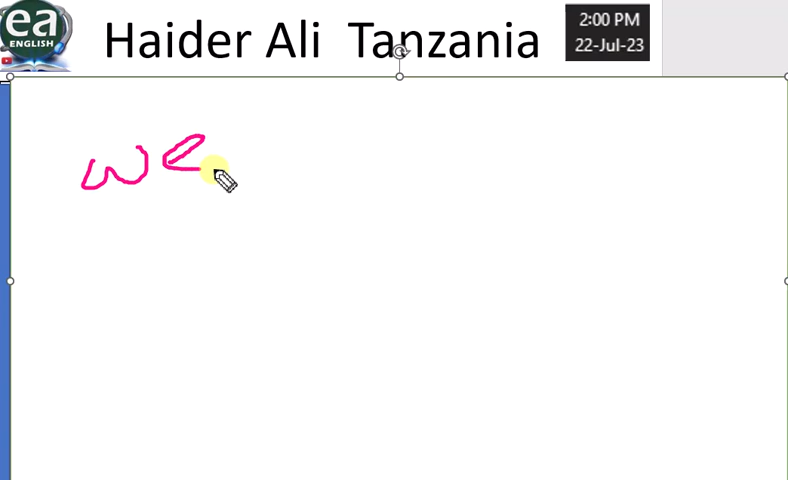 ea
ENGLISH
Haider Ali Tanzania
2:00 PM
22-Jul-23
we